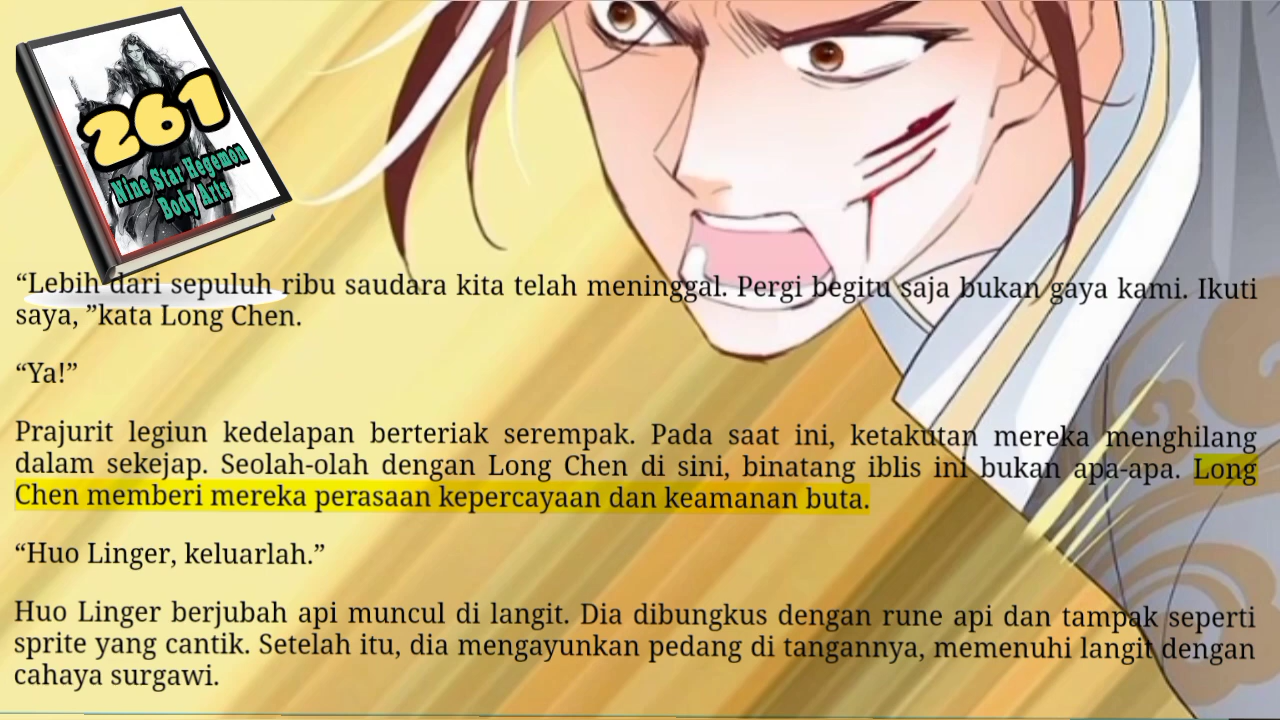 261
Nine Star Hegemon
Body Arts
“Lebih dari sepuluh ribu saudara kita telah meninggal. Pergi begitu saja bukan gaya kami. Ikuti
saya, ”kata Long Chen.
“Ya!”
Prajurit legiun kedelapan berteriak serempak. Pada saat ini, ketakutan mereka menghilang
dalam sekejap. Seolah-olah dengan Long Chen di sini, binatang iblis ini bukan apa-apa. Long
Chen memberi mereka perasaan kepercayaan dan keamanan buta.
“Huo Linger, keluarlah.”
Huo Linger berjubah api muncul di langit. Dia dibungkus dengan rune api dan tampak seperti
sprite yang cantik. Setelah itu, dia mengayunkan pedang di tangannya, memenuhi langit dengan
cahaya surgawi.